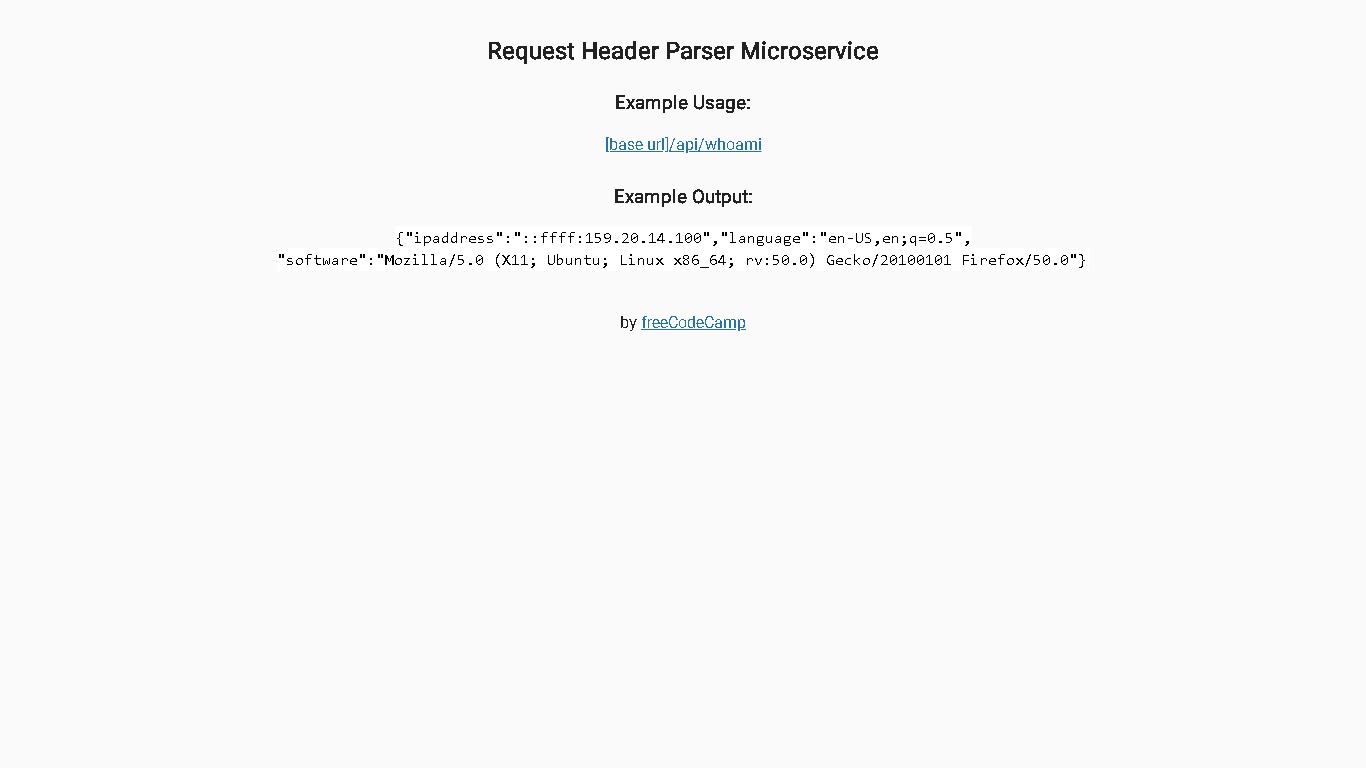 Request Header Parser Microservice
Example Usage:
[base url]/api/whoami
Example Output:
{"ipaddress":"::ffff:159.20.14.100","language":"en-US,en;q=0.5",
"software":"Mozilla/5.0 (X11; Ubuntu; Linux x86_64; rv:50.0) Gecko/20100101 Firefox/50.0"}
by freeCodeCamp